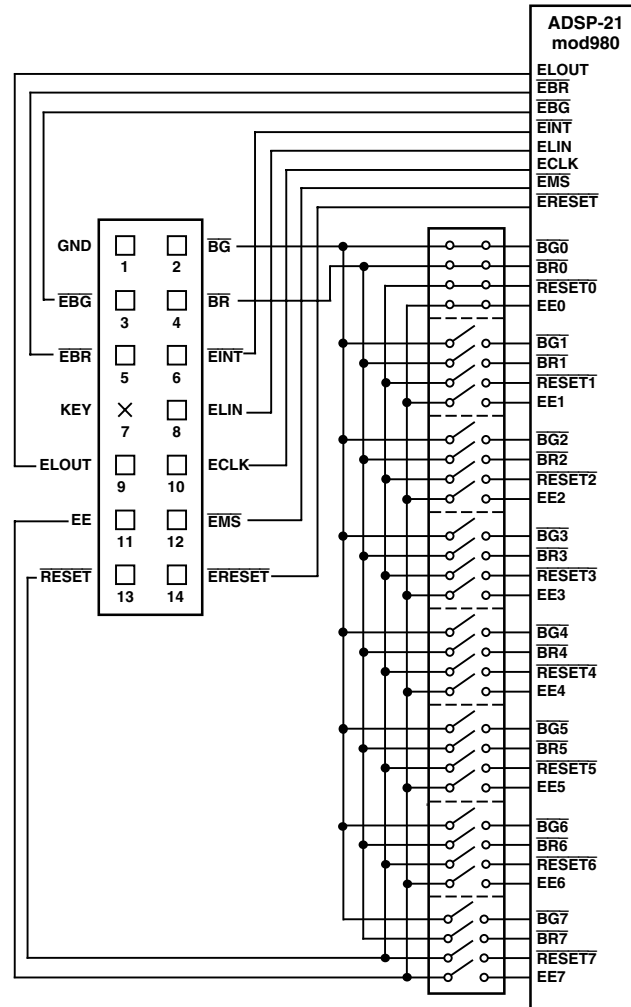 ADSP-21
mod980
ELOUT
EBR
EBG
EINT
ELIN
ECLK
EMS
ERESET
GND
1
2
BG
EBG
3
4
BR
EBR
5
6
EINT
KEY
7
8
ELIN
ELOUT
9
10
ECLK
EE
11
12
EMS
RESET
13
14
ERESET
BG0
BR0
RESET0
EE0
BG1
BR1
RESET1
EE1
BG2
BR2
RESET2
EE2
BG3
BR3
RESET3
EE3
BG4
BR4
RESET4
EE4
BG5
BR5
RESET5
EE5
BG6
BR6
RESET6
EE6
BG7
BR7
RESET7
EE7